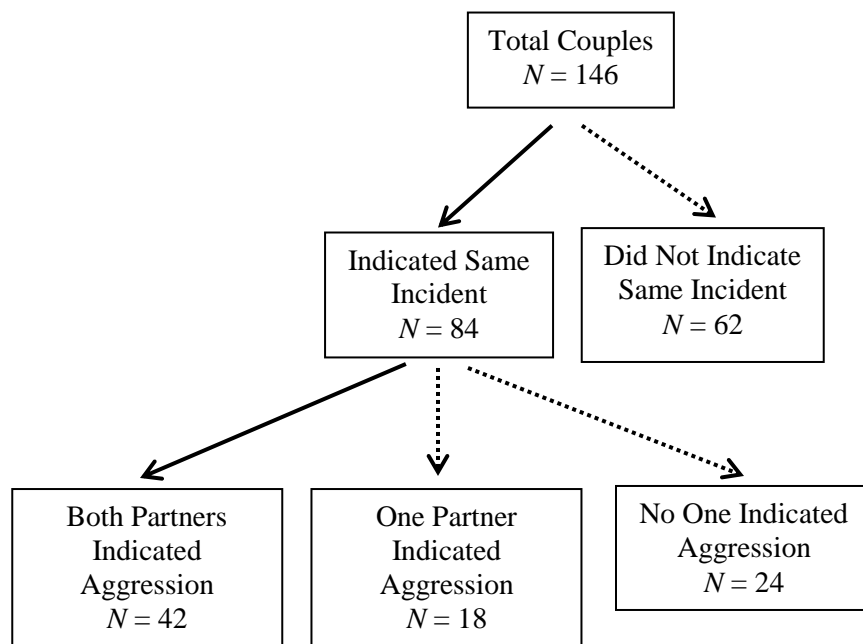 Total Couples
N = 146
Indicated Same
Incident
N = 84
Did Not Indicate
Same Incident
N = 62
Both Partners
Indicated
Aggression
N = 42
One Partner
Indicated
Aggression
N = 18
No One Indicated
Aggression
N = 24